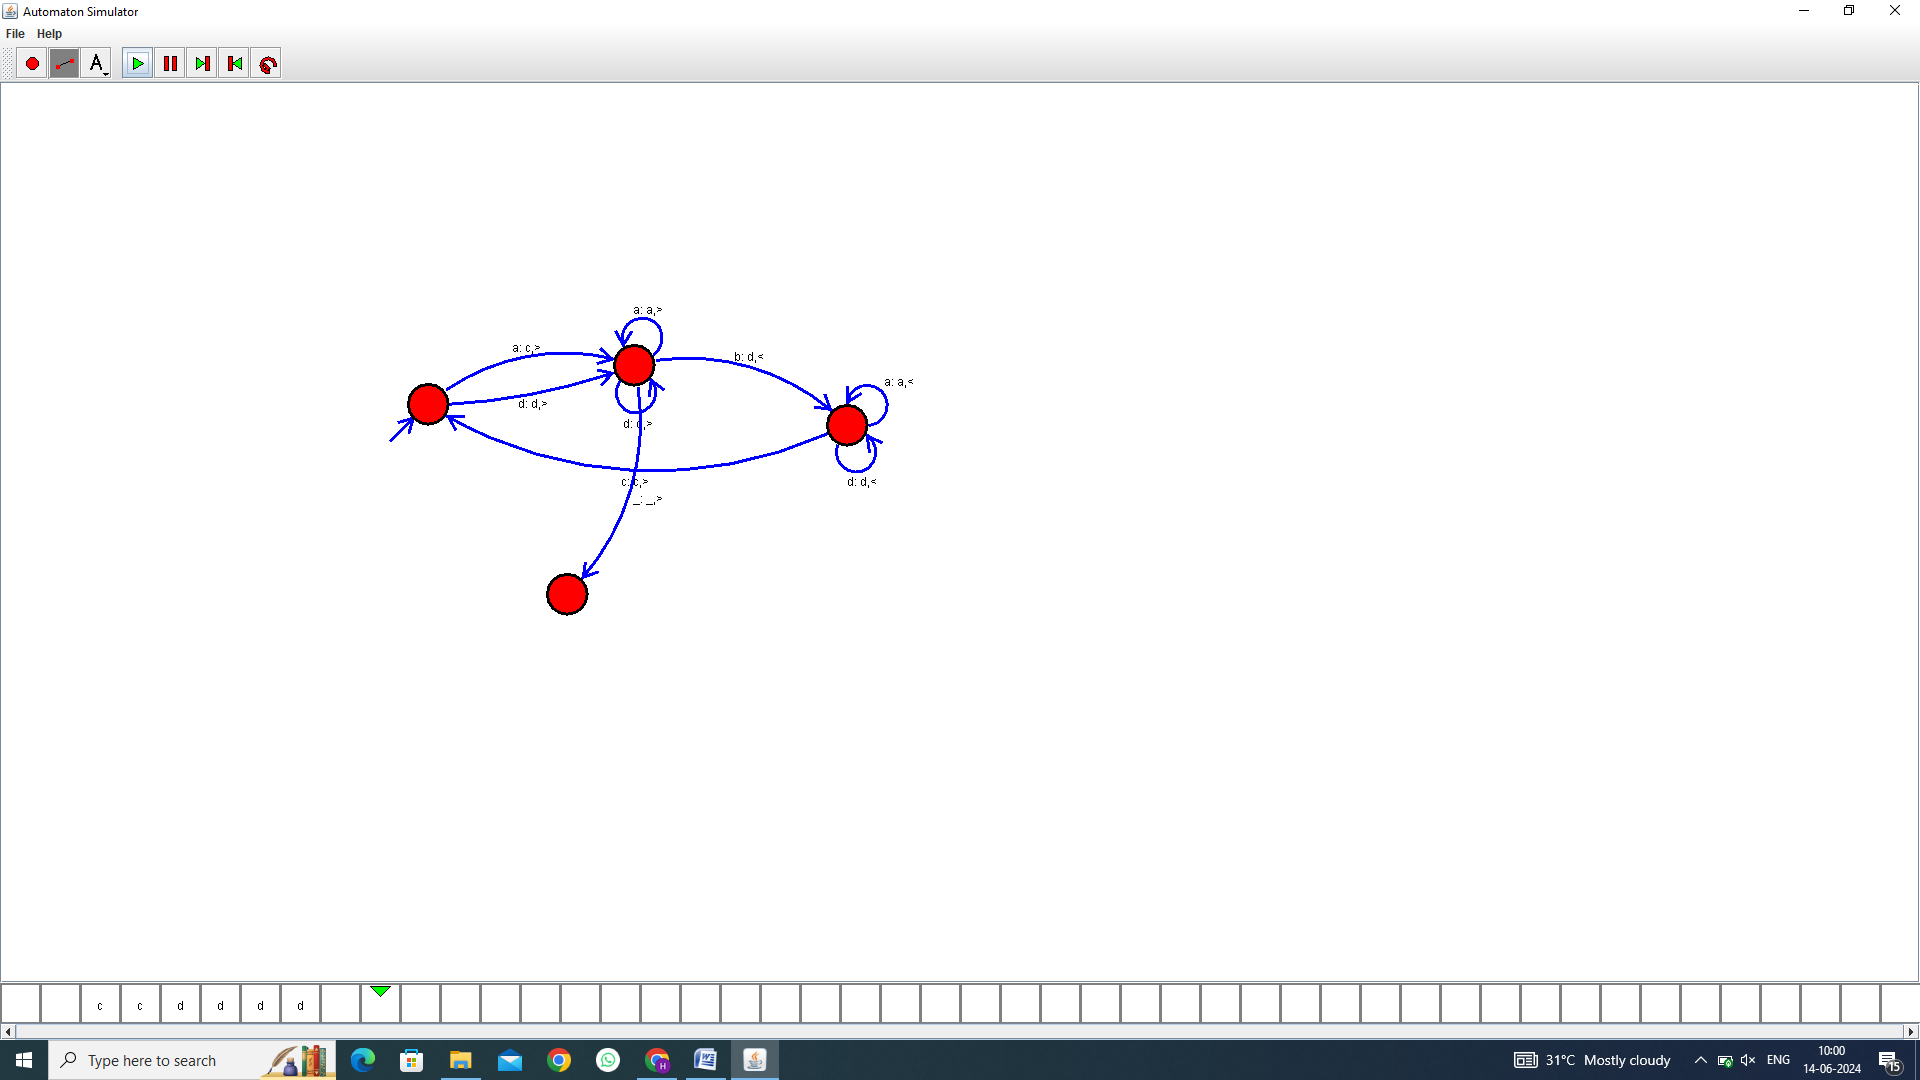 Automaton Simulator
File Help
A
a: a,>
a: c,>
b: d,<
a: a,<
d: d,>
d: d,<
c: c,>
_: _,>
c c d d d d
Type here to search
H
W
31°C Mostly cloudy
ENG
10:00
14-06-2024
15